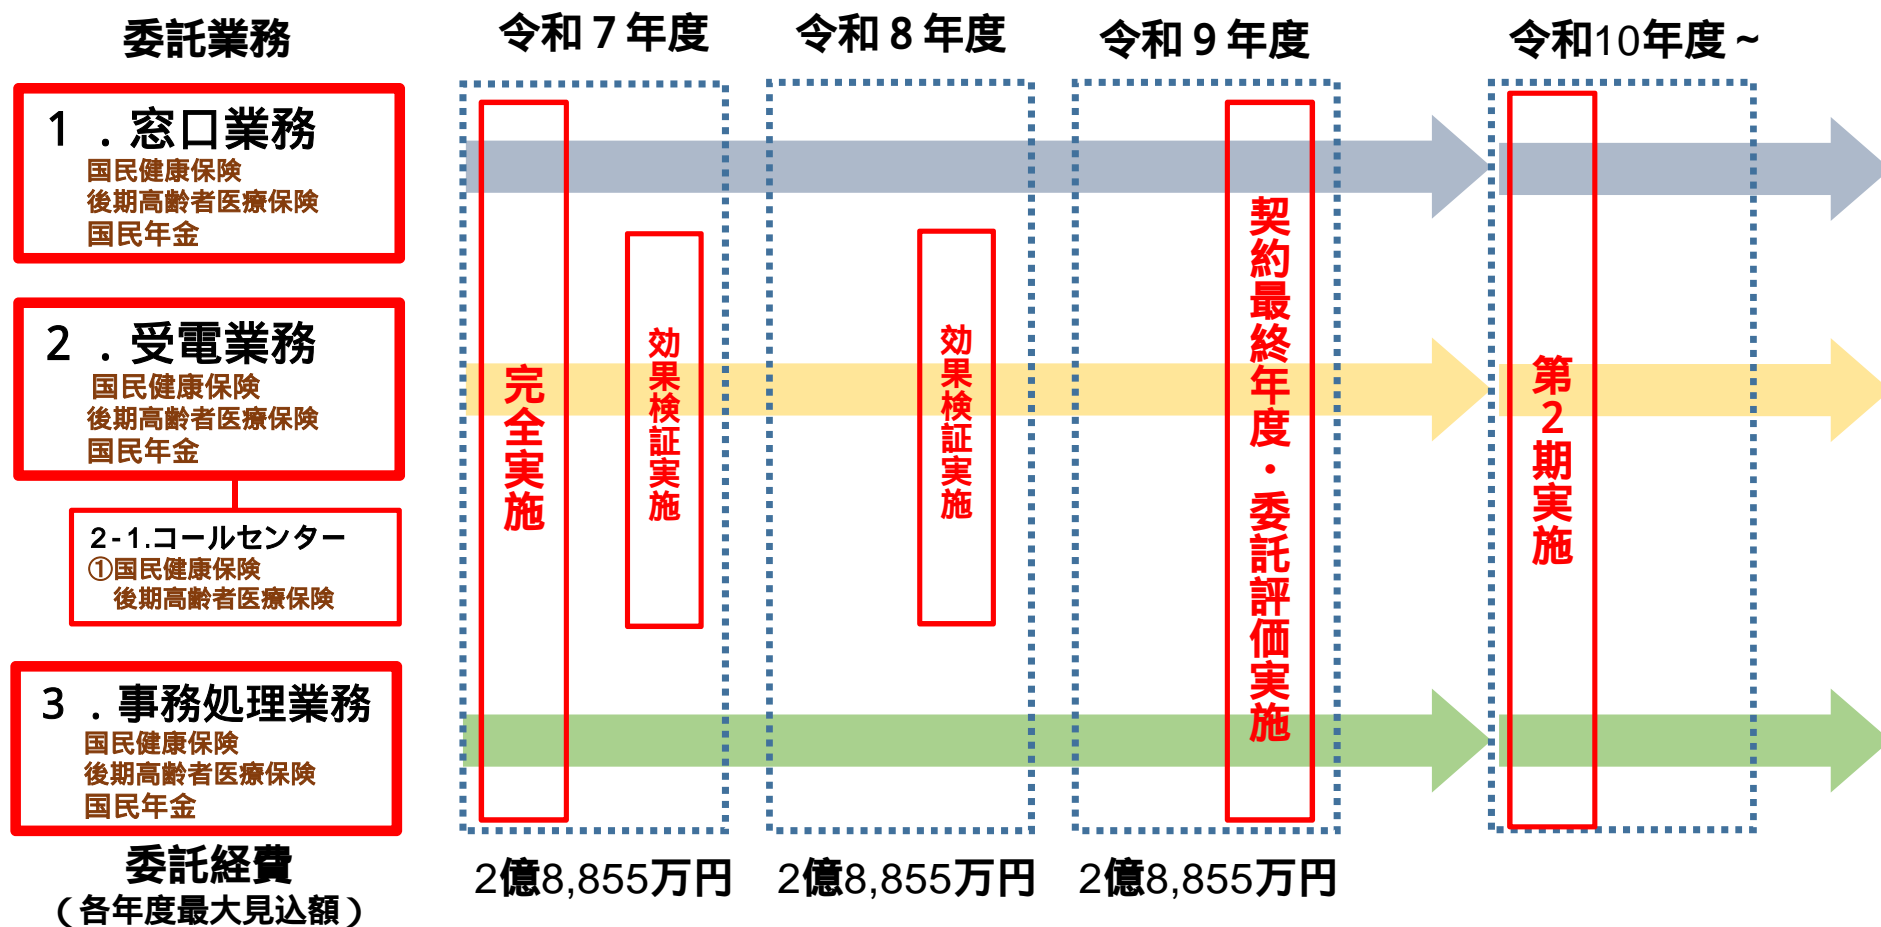 委託業務
令和７年度
令和８年度
令和９年度
令和10年度～
１．窓口業務
国民健康保険
後期高齢者医療保険
国民年金
２．受電業務
国民健康保険
後期高齢者医療保険
国民年金
2-1.コールセンター
①国民健康保険
後期高齢者医療保険
３．事務処理業務
国民健康保険
後期高齢者医療保険
国民年金
完全実施
効果検証実施
効果検証実施
契約最終年度・委託評価実施
第２期実施
委託経費
（各年度最大見込額）
2億8,855万円
2億8,855万円
2億8,855万円